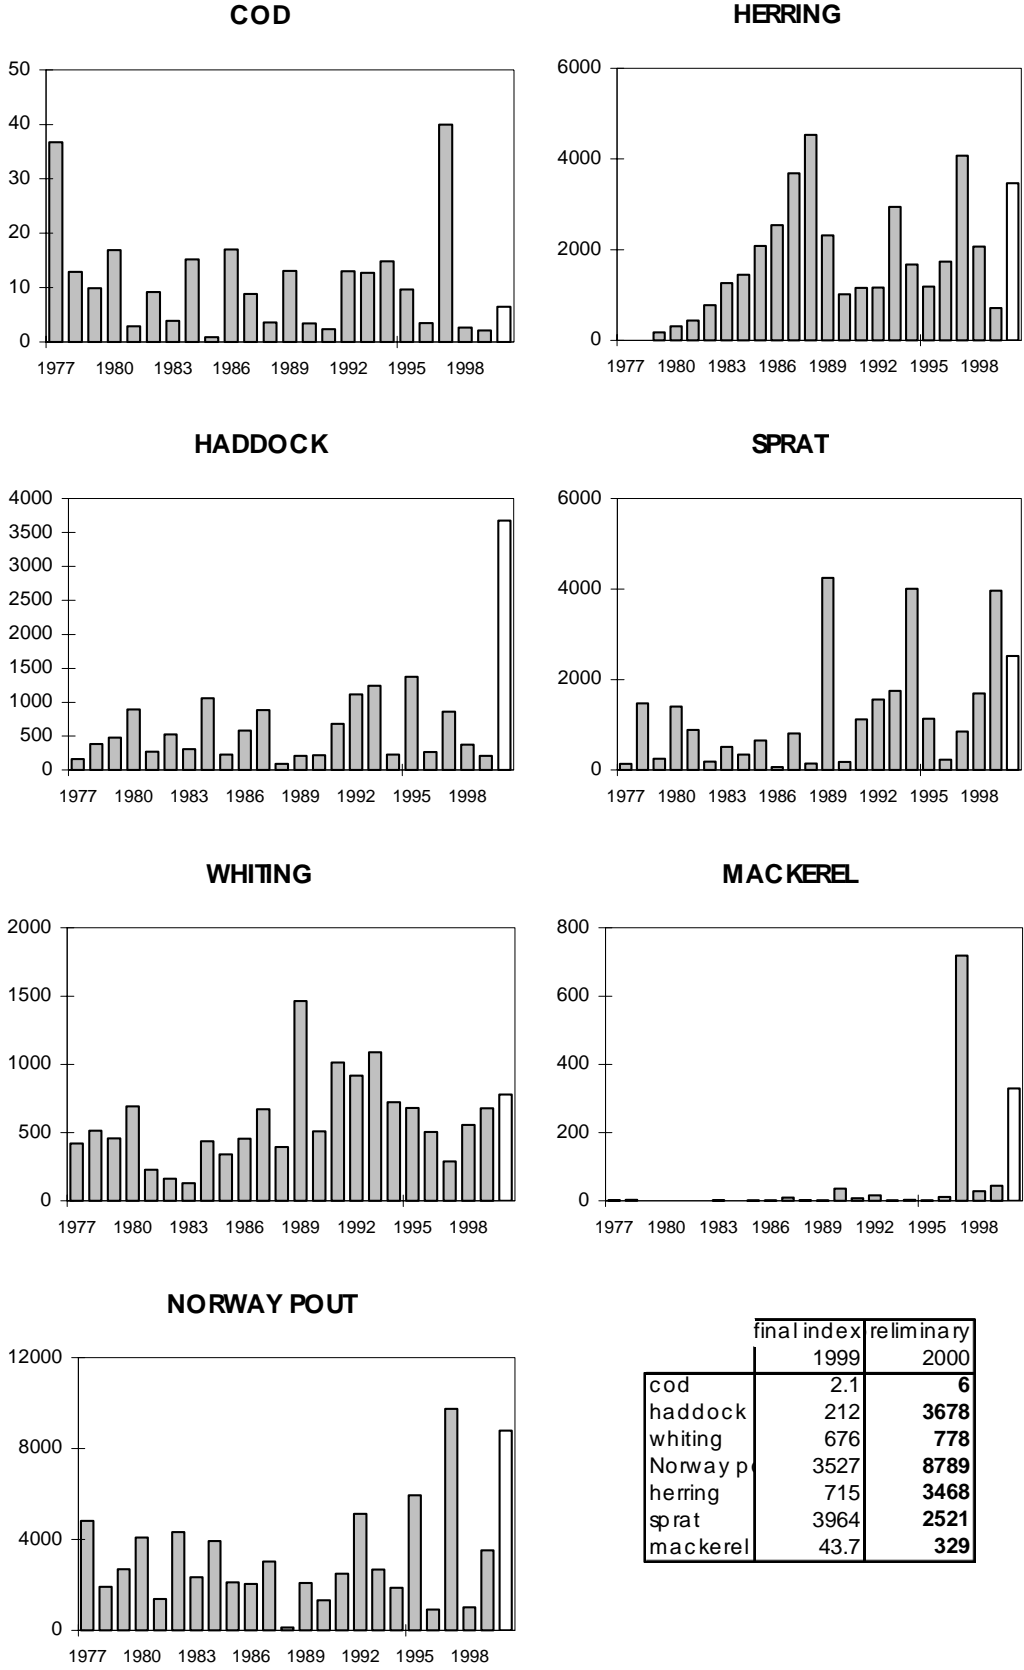 COD
50
40
30
20
10
0
1977 1980 1983 1986 1989 1992 1995 1998
HERRING
6000
4000
2000
0
1977 1980 1983 1986 1989 1992 1995 1998
HADDOCK
4000
3500
3000
2500
2000
1500
1000
500
0
1977 1980 1983 1986 1989 1992 1995 1998
SPRAT
6000
4000
2000
0
1977 1980 1983 1986 1989 1992 1995 1998
WHITING
2000
1500
1000
500
0
1977 1980 1983 1986 1989 1992 1995 1998
MACKEREL
800
600
400
200
0
1977 1980 1983 1986 1989 1992 1995 1998
NORWAY POUT
12000
8000
4000
0
1977 1980 1983 1986 1989 1992 1995 1998
final index reliminary
1999 2000
cod 2.1 6
haddock 212 3678
whiting 676 778
Norway po 3527 8789
herring 715 3468
sprat 3964 2521
mackerel 43.7 329